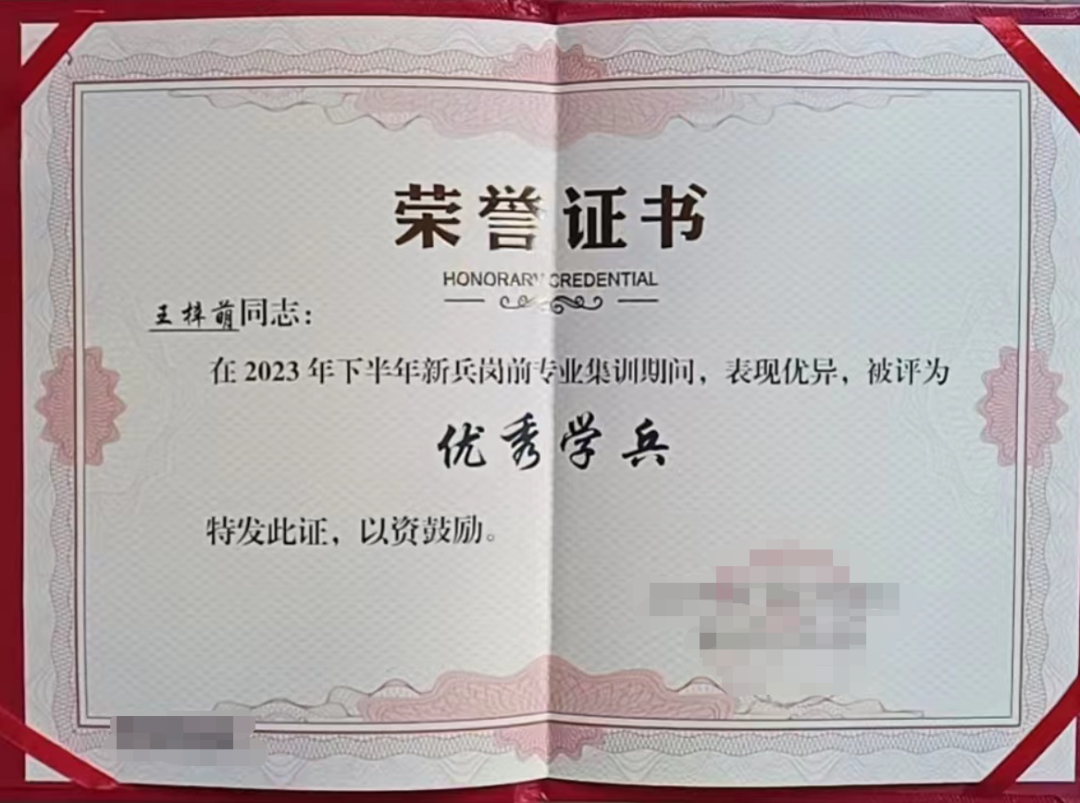 荣誉证书
HONORARY CREDENTIAL
王梓萌同志：
在2023年下半年新兵岗前专业集训期间，表现优异，被评为
优秀学兵
特发此证，以资鼓励。